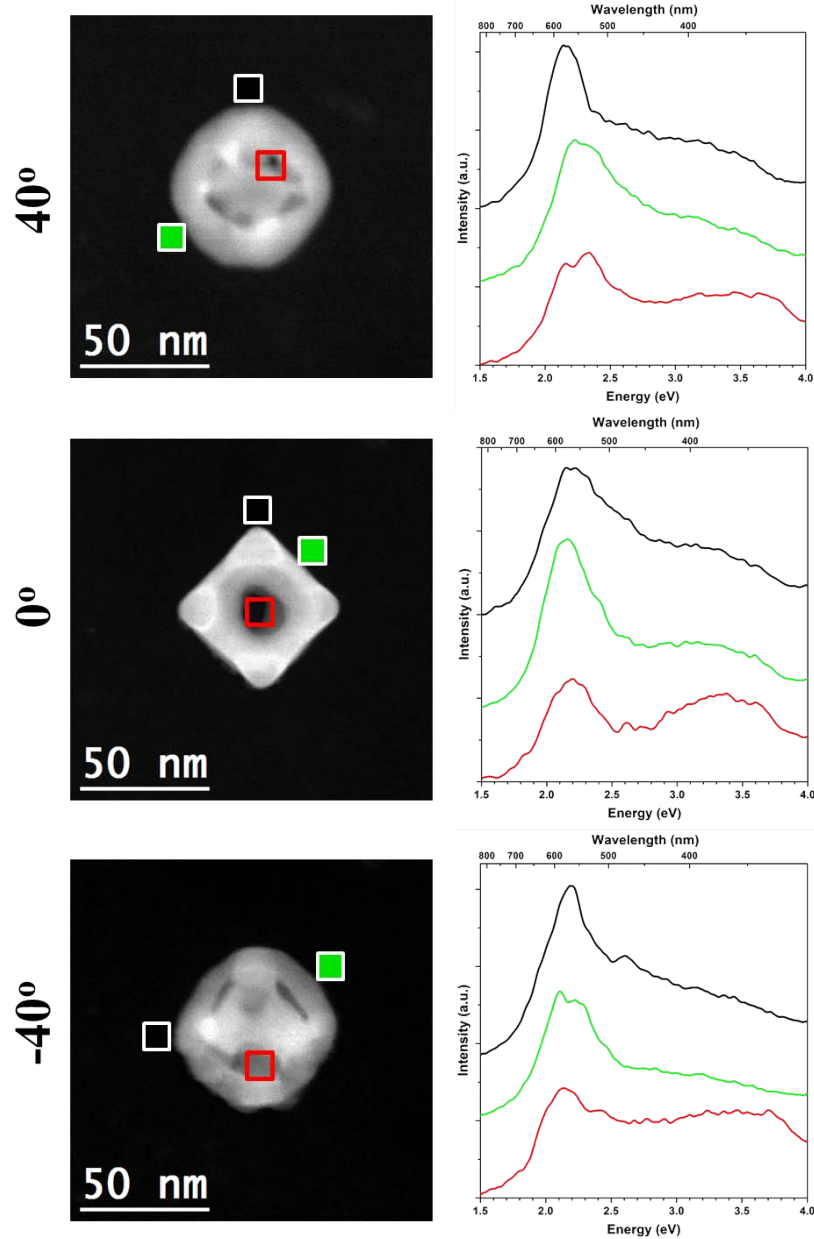 40º
50 nm
Wavelength (nm)
800 700 600 500 400
Intensity (a.u.)
1.5 2.0 2.5 3.0 3.5 4.0
Energy (eV)
0º
50 nm
Wavelength (nm)
800 700 600 500 400
Intensity (a.u.)
1.5 2.0 2.5 3.0 3.5 4.0
Energy (eV)
-40º
50 nm
Wavelength (nm)
800 700 600 500 400
Intensity (a.u.)
1.5 2.0 2.5 3.0 3.5 4.0
Energy (eV)